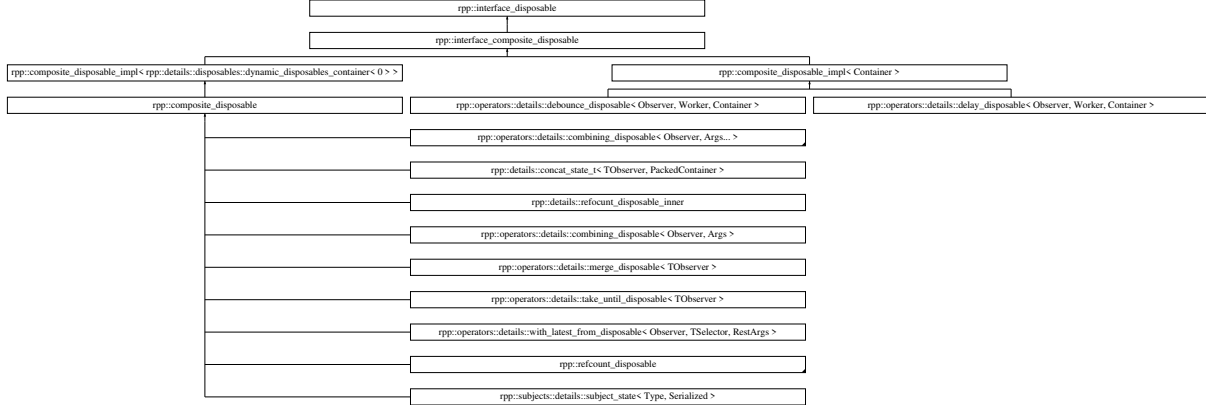 rpp::interface_disposable
rpp::interface_composite_disposable
rpp::composite_disposable_impl< rpp::details::disposables::dynamic_disposables_container< 0 > >
rpp::composite_disposable_impl< Container >
rpp::composite_disposable
rpp::operators::details::debounce_disposable< Observer, Worker, Container >
rpp::operators::details::delay_disposable< Observer, Worker, Container >
rpp::operators::details::combining_disposable< Observer, Args... >
rpp::details::concat_state_t< TObserver, PackedContainer >
rpp::details::refocunt_disposable_inner
rpp::operators::details::combining_disposable< Observer, Args >
rpp::operators::details::merge_disposable< TObserver >
rpp::operators::details::take_until_disposable< TObserver >
rpp::operators::details::with_latest_from_disposable< Observer, TSelector, RestArgs >
rpp::refcount_disposable
rpp::subjects::details::subject_state< Type, Serialized >